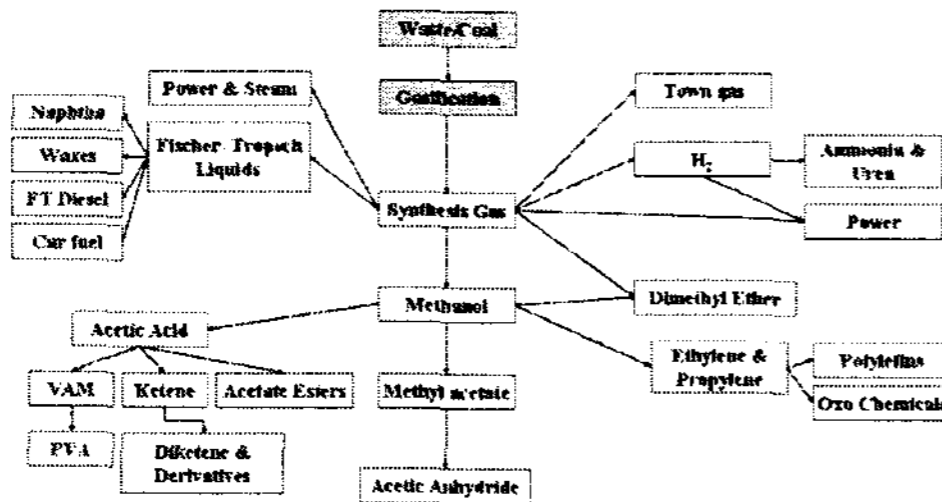 Waste/Coal
Power & Steam
Gasification
Town gas
Naphtha
Waxes
FT Diesel
Car fuel
Fischer Tropsch
Liquids
H₂
Ammonia &
Urea
Synthesis Gas
Power
Methanol
Dimethyl Ether
Acetic Acid
Ethylene &
Propylene
Polylefins
Oxo Chemicals
VAM
Ketene
Acetate Esters
Methyl acetate
PVA
Diketene &
Derivatives
Acetic Anhydride